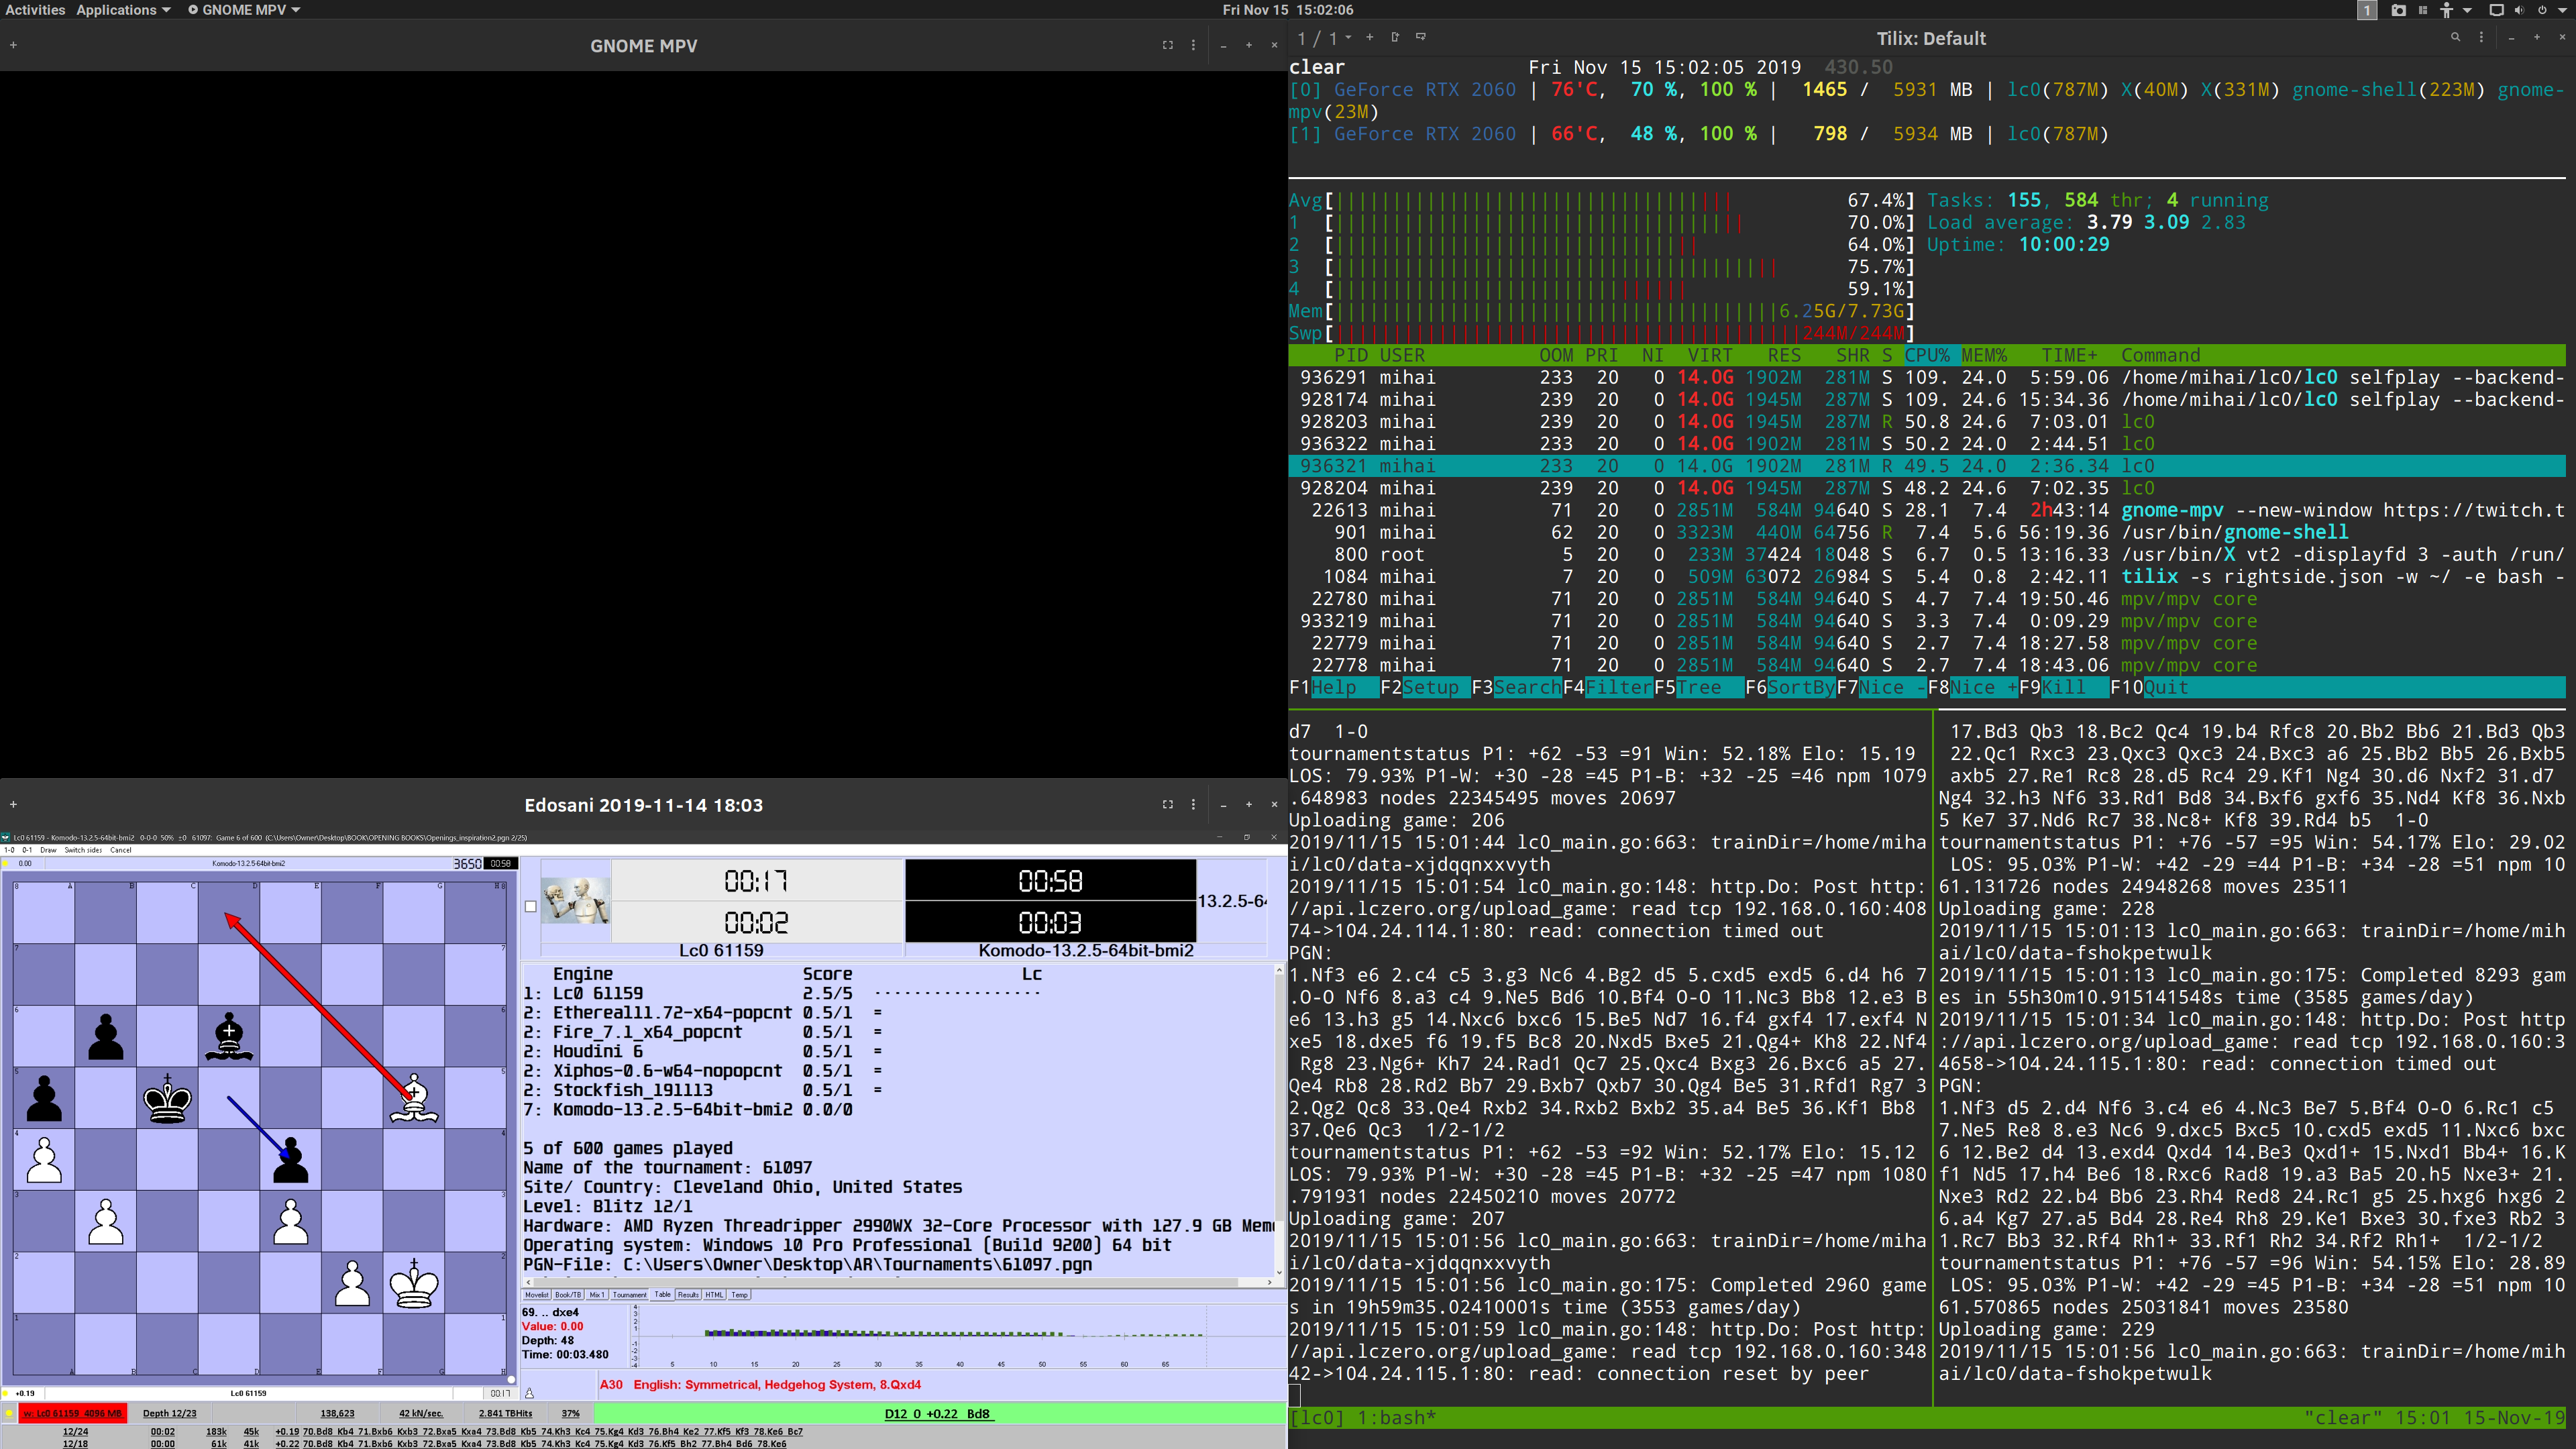 Activities Applications GNOME MPV Fri Nov 15 15:02:06 1
GNOME MPV
1 / 1 Tilix: Default
clear Fri Nov 15 15:02:05 2019 430.50
[0] GeForce RTX 2060 | 76'C, 70 %, 100 % | 1465 / 5931 MB | lc0(787M) X(40M) X(331M) gnome-shell(223M) gnome-
mpv(23M)
[1] GeForce RTX 2060 | 66'C, 48 %, 100 % | 798 / 5934 MB | lc0(787M)
Avg[ 67.4%] Tasks: 155, 584 thr; 4 running
1 [ 70.0%] Load average: 3.79 3.09 2.83
2 [ 64.0%] Uptime: 10:00:29
3 [ 75.7%]
4 [ 59.1%]
Mem[ 6.25G/7.73G]
Swp[ 244M/244M]
PID USER OOM PRI NI VIRT RES SHR S CPU% MEM% TIME+ Command
936291 mihai 233 20 0 14.0G 1902M 281M S 109. 24.0 5:59.06 /home/mihai/lc0/lc0 selfplay --backend-
928174 mihai 239 20 0 14.0G 1945M 287M S 109. 24.6 15:34.36 /home/mihai/lc0/lc0 selfplay --backend-
928203 mihai 239 20 0 14.0G 1945M 287M R 50.8 24.6 7:03.01 lc0
936322 mihai 233 20 0 14.0G 1902M 281M S 50.2 24.0 2:44.51 lc0
936321 mihai 233 20 0 14.0G 1902M 281M R 49.5 24.0 2:36.34 lc0
928204 mihai 239 20 0 14.0G 1945M 287M S 48.2 24.6 7:02.35 lc0
22613 mihai 71 20 0 2851M 584M 94640 S 28.1 7.4 2h43:14 gnome-mpv --new-window https://twitch.t
901 mihai 62 20 0 3323M 440M 64756 R 7.4 5.6 56:19.36 /usr/bin/gnome-shell
800 root 5 20 0 233M 37424 18048 S 6.7 0.5 13:16.33 /usr/bin/X vt2 -displayfd 3 -auth /run/
1084 mihai 7 20 0 509M 63072 26984 S 5.4 0.8 2:42.11 tilix -s rightside.json -w ~/ -e bash -
22780 mihai 71 20 0 2851M 584M 94640 S 4.7 7.4 19:50.46 mpv/mpv core
933219 mihai 71 20 0 2851M 584M 94640 S 3.3 7.4 0:09.29 mpv/mpv core
22779 mihai 71 20 0 2851M 584M 94640 S 2.7 7.4 18:27.58 mpv/mpv core
22778 mihai 71 20 0 2851M 584M 94640 S 2.7 7.4 18:43.06 mpv/mpv core
F1Help F2Setup F3SearchF4FilterF5Tree F6SortByF7Nice -F8Nice +F9Kill F10Quit
d7 1-0
tournamentstatus P1: +62 -53 =91 Win: 52.18% Elo: 15.19
LOS: 79.93% P1-W: +30 -28 =45 P1-B: +32 -25 =46 npm 1079
.648983 nodes 22345495 moves 20697
Uploading game: 206
2019/11/15 15:01:44 lc0_main.go:663: trainDir=/home/miha
i/lc0/data-xjdqqnxxvyth
2019/11/15 15:01:54 lc0_main.go:148: http.Do: Post http:
//api.lczero.org/upload_game: read tcp 192.168.0.160:408
74->104.24.114.1:80: read: connection timed out
PGN:
1.Nf3 e6 2.c4 c5 3.g3 Nc6 4.Bg2 d5 5.cxd5 exd5 6.d4 h6 7
.O-O Nf6 8.a3 c4 9.Ne5 Bd6 10.Bf4 O-O 11.Nc3 Bb8 12.e3 B
e6 13.h3 g5 14.Nxc6 bxc6 15.Be5 Nd7 16.f4 gxf4 17.exf4 N
xe5 18.dxe5 f6 19.f5 Bc8 20.Nxd5 Bxe5 21.Qg4+ Kh8 22.Nf4
Rg8 23.Ng6+ Kh7 24.Rad1 Qc7 25.Qxc4 Bxg3 26.Bxc6 a5 27.
Qe4 Rb8 28.Rd2 Bb7 29.Bxb7 Qxb7 30.Qg4 Be5 31.Rfd1 Rg7 3
2.Qg2 Qc8 33.Qe4 Rxb2 34.Rxb2 Bxb2 35.a4 Be5 36.Kf1 Bb8
37.Qe6 Qc3 1/2-1/2
tournamentstatus P1: +62 -53 =92 Win: 52.17% Elo: 15.12
LOS: 79.93% P1-W: +30 -28 =45 P1-B: +32 -25 =47 npm 1080
.791931 nodes 22450210 moves 20772
Uploading game: 207
2019/11/15 15:01:56 lc0_main.go:663: trainDir=/home/miha
i/lc0/data-xjdqqnxxvyth
2019/11/15 15:01:56 lc0_main.go:175: Completed 2960 game
s in 19h59m35.02410001s time (3553 games/day)
2019/11/15 15:01:59 lc0_main.go:148: http.Do: Post http:
//api.lczero.org/upload_game: read tcp 192.168.0.160:348
42->104.24.115.1:80: read: connection reset by peer
17.Bd3 Qb3 18.Bc2 Qc4 19.b4 Rfc8 20.Bb2 Bb6 21.Bd3 Qb3
22.Qc1 Rxc3 23.Qxc3 Qxc3 24.Bxc3 a6 25.Bb2 Bb5 26.Bxb5
axb5 27.Re1 Rc8 28.d5 Rc4 29.Kf1 Ng4 30.d6 Nxf2 31.d7
Ng4 32.h3 Nf6 33.Rd1 Bd8 34.Bxf6 gxf6 35.Nd4 Kf8 36.Nxb
5 Ke7 37.Nd6 Rc7 38.Nc8+ Kf8 39.Rd4 b5 1-0
tournamentstatus P1: +76 -57 =95 Win: 54.17% Elo: 29.02
LOS: 95.03% P1-W: +42 -29 =44 P1-B: +34 -28 =51 npm 10
61.131726 nodes 24948268 moves 23511
Uploading game: 228
2019/11/15 15:01:13 lc0_main.go:663: trainDir=/home/mih
ai/lc0/data-fshokpetwulk
2019/11/15 15:01:13 lc0_main.go:175: Completed 8293 gam
es in 55h30m10.915141548s time (3585 games/day)
2019/11/15 15:01:34 lc0_main.go:148: http.Do: Post http
://api.lczero.org/upload_game: read tcp 192.168.0.160:3
4658->104.24.115.1:80: read: connection timed out
PGN:
1.Nf3 d5 2.d4 Nf6 3.c4 e6 4.Nc3 Be7 5.Bf4 O-O 6.Rc1 c5
7.Ne5 Re8 8.e3 Nc6 9.dxc5 Bxc5 10.cxd5 exd5 11.Nxc6 bxc
6 12.Be2 d4 13.exd4 Qxd4 14.Be3 Qxd1+ 15.Nxd1 Bb4+ 16.K
f1 Nd5 17.h4 Be6 18.Rxc6 Rad8 19.a3 Ba5 20.h5 Nxe3+ 21.
Nxe3 Rd2 22.b4 Bb6 23.Rh4 Red8 24.Rc1 g5 25.hxg6 hxg6 2
6.a4 Kg7 27.a5 Bd4 28.Re4 Rh8 29.Ke1 Bxe3 30.fxe3 Rb2 3
1.Rc7 Bb3 32.Rf4 Rh1+ 33.Rf1 Rh2 34.Rf2 Rh1+ 1/2-1/2
tournamentstatus P1: +76 -57 =96 Win: 54.15% Elo: 28.89
LOS: 95.03% P1-W: +42 -29 =45 P1-B: +34 -28 =51 npm 10
61.570865 nodes 25031841 moves 23580
Uploading game: 229
2019/11/15 15:01:56 lc0_main.go:663: trainDir=/home/mih
ai/lc0/data-fshokpetwulk
[lc0] 1:bash* "clear" 15:01 15-Nov-19
Edosani 2019-11-14 18:03
Lc0 61159 - Komodo-13.2.5-64bit-bmi2 0-0-0 50% ±0 61097: Game 6 of 600 (C:\Users\Owner\Desktop\BOOK\OPENING BOOKS\Openings_inspiration2.pgn 2/25)
1-0 0-1 Draw Switch sides Cancel
0.00 Komodo-13.2.5-64bit-bmi2 3650 00:58
8 A B C D E F G H 8
7 7
6 6
5 5
4 4
3 3
2 2
1 A B C D E F G H 1
+0.19 Lc0 61159 00:17
00:17 00:58 13.2.5-64
00:02 00:03
Lc0 61159 Komodo-13.2.5-64bit-bmi2
Engine Score Lc
1: Lc0 61159 2.5/5 - - - - - - - - - - - - - - - - -
2: Ethereal11.72-x64-popcnt 0.5/1 =
2: Fire_7.1_x64_popcnt 0.5/1 =
2: Houdini 6 0.5/1 =
2: Xiphos-0.6-w64-nopopcnt 0.5/1 =
2: Stockfish_191113 0.5/1 =
7: Komodo-13.2.5-64bit-bmi2 0.0/0
5 of 600 games played
Name of the tournament: 61097
Site/ Country: Cleveland Ohio, United States
Level: Blitz 12/1
Hardware: AMD Ryzen Threadripper 2990WX 32-Core Processor with 127.9 GB Mem
Operating system: Windows 10 Pro Professional (Build 9200) 64 bit
PGN-File: C:\Users\Owner\Desktop\AR\Tournaments\61097.pgn
Movelist Book/TB Mix 1 Tournament Table Results HTML Temp
69. .. dxe4
Value: 0.00
Depth: 48
Time: 00:03.480
4 3 2 1 -1 -2 -3 -4
5 10 15 20 25 30 35 40 45 50 55 60 65
A30 English: Symmetrical, Hedgehog System, 8.Qxd4
w: Lc0 61159, 4096 MB Depth 12/23 138,623 42 kN/sec. 2.841 TBHits 37% D12 0 +0.22 Bd8
12/24 00:02 183k 45k +0.19 70.Bd8 Kb4 71.Bxb6 Kxb3 72.Bxa5 Kxa4 73.Bd8 Kb5 74.Kh3 Kc4 75.Kg4 Kd3 76.Bh4 Ke2 77.Kf5 Kf3 78.Ke6 Bc7
12/18 00:00 61k 41k +0.22 70.Bd8 Kb4 71.Bxb6 Kxb3 72.Bxa5 Kxa4 73.Bd8 Kb5 74.Kh3 Kc4 75.Kg4 Kd3 76.Kf5 Bh2 77.Bh4 Bd6 78.Ke6